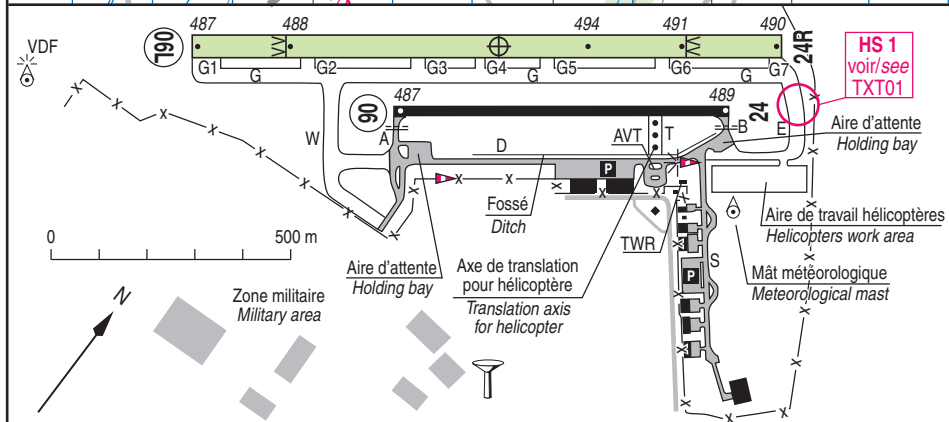 487 488 494 491 490
VDF
06L
24R
HS 1
voir/see
TXT01
G1 G2 G3 G4 G5 G6 G7
G G G
487 489
06
24
W
A
D
AVT
T
B
E
Aire d'attente
Holding bay
P
Fossé
Ditch
TWR
Aire de travail hélicoptères
Helicopters work area
0 500 m
Aire d'attente
Holding bay
Axe de translation
pour hélicoptère
Translation axis
for helicopter
P
S
Mât météorologique
Meteorological mast
N
Zone militaire
Military area